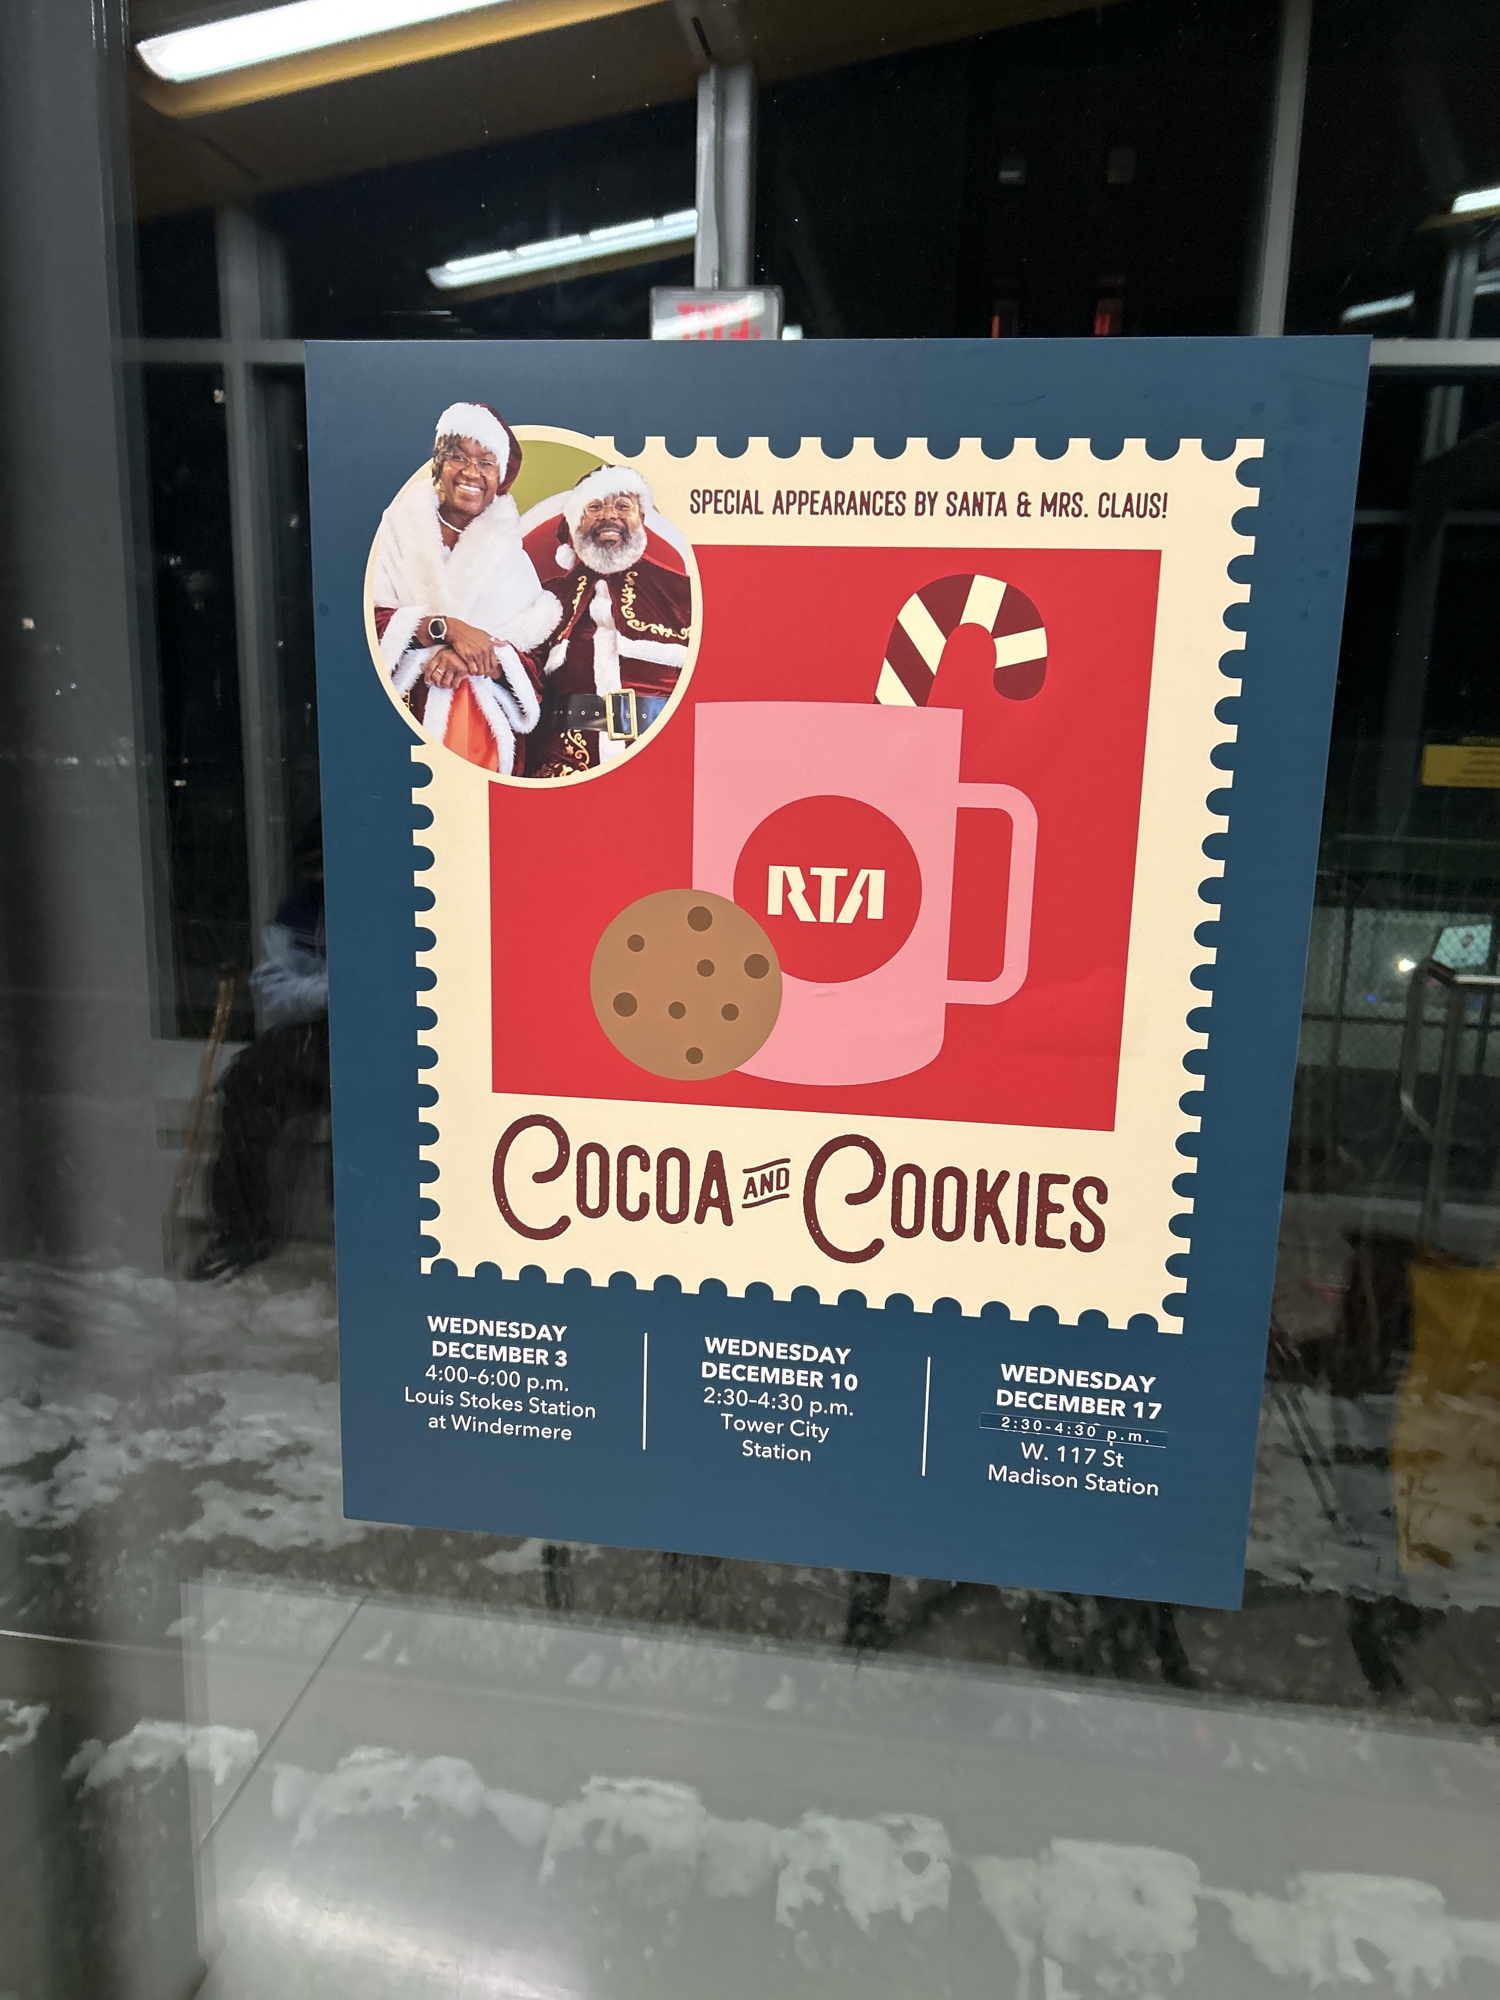 EXIT
SPECIAL APPEARANCES BY SANTA & MRS. CLAUS!
RTA
COCOA AND COOKIES
WEDNESDAY
DECEMBER 3
4:00-6:00 p.m.
Louis Stokes Station
at Windermere
WEDNESDAY
DECEMBER 10
2:30-4:30 p.m.
Tower City
Station
WEDNESDAY
DECEMBER 17
2:30-4:30 p.m.
W. 117 St
Madison Station